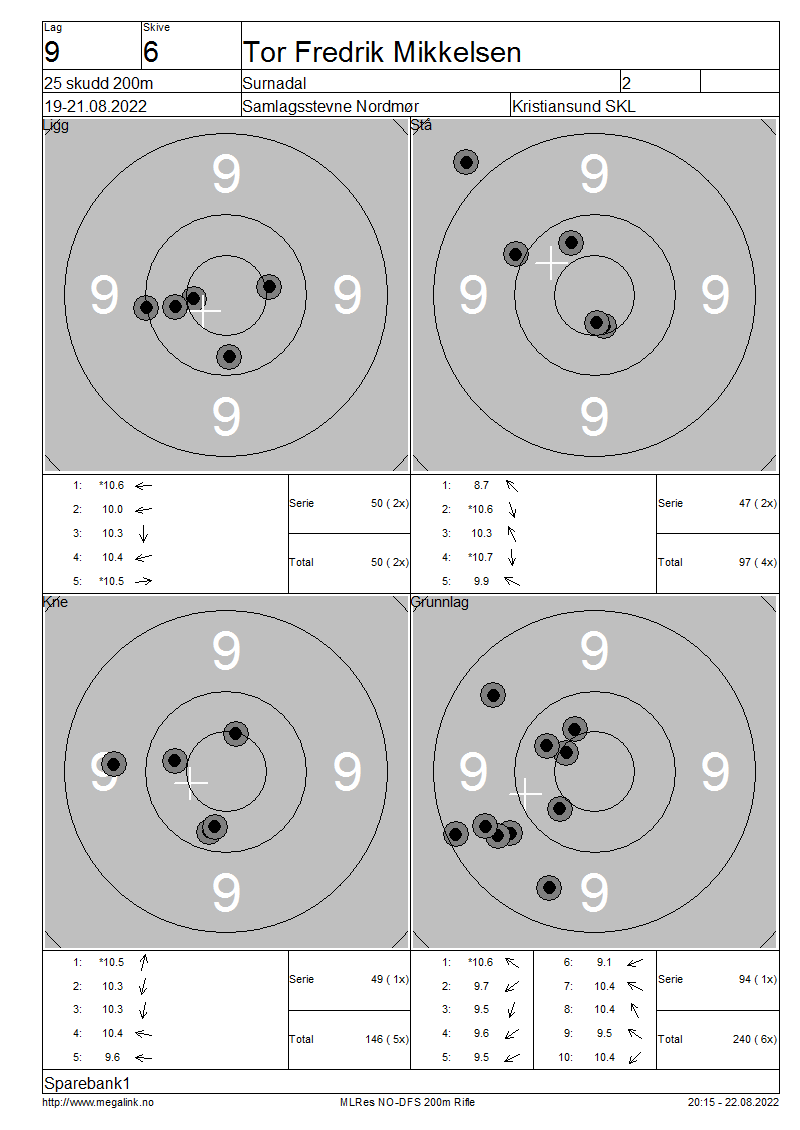 Lag Skive
9 6 Tor Fredrik Mikkelsen
25 skudd 200m Surnadal 2
19-21.08.2022 Samlagsstevne Nordmør Kristiansund SKL
Ligg
9
9 9
9
Stå
9
9 9
9
1: *10.6
2: 10.0
3: 10.3
4: 10.4
5: *10.5
Serie 50 ( 2x)
Total 50 ( 2x)
1: 8.7
2: *10.6
3: 10.3
4: *10.7
5: 9.9
Serie 47 ( 2x)
Total 97 ( 4x)
Kne
9
9 9
9
Grunnlag
9
9 9
9
1: *10.5
2: 10.3
3: 10.3
4: 10.4
5: 9.6
Serie 49 ( 1x)
Total 146 ( 5x)
1: *10.6
2: 9.7
3: 9.5
4: 9.6
5: 9.5
6: 9.1
7: 10.4
8: 10.4
9: 9.5
10: 10.4
Serie 94 ( 1x)
Total 240 ( 6x)
Sparebank1
http://www.megalink.no MLRes NO-DFS 200m Rifle 20:15 - 22.08.2022